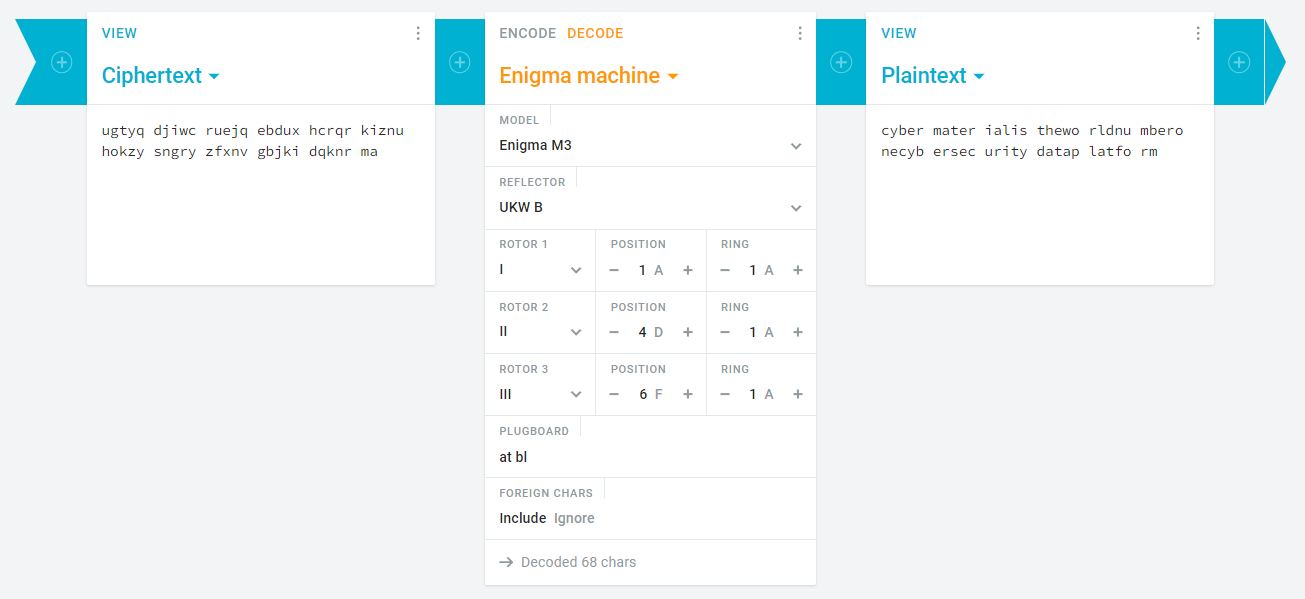 VIEW
Ciphertext
ugtyq djiwc ruejq ebdux hcrqr kiznu
hokzy sngry zfxnv gbjki dqknr ma
ENCODE DECODE
Enigma machine
MODEL
Enigma M3
REFLECTOR
UKW B
ROTOR 1 POSITION RING
I − 1 A + − 1 A +
ROTOR 2 POSITION RING
II − 4 D + − 1 A +
ROTOR 3 POSITION RING
III − 6 F + − 1 A +
PLUGBOARD
at bl
FOREIGN CHARS
Include Ignore
→ Decoded 68 chars
VIEW
Plaintext
cyber mater ialis thewo rldnu mbero
necyb ersec urity datap latfo rm